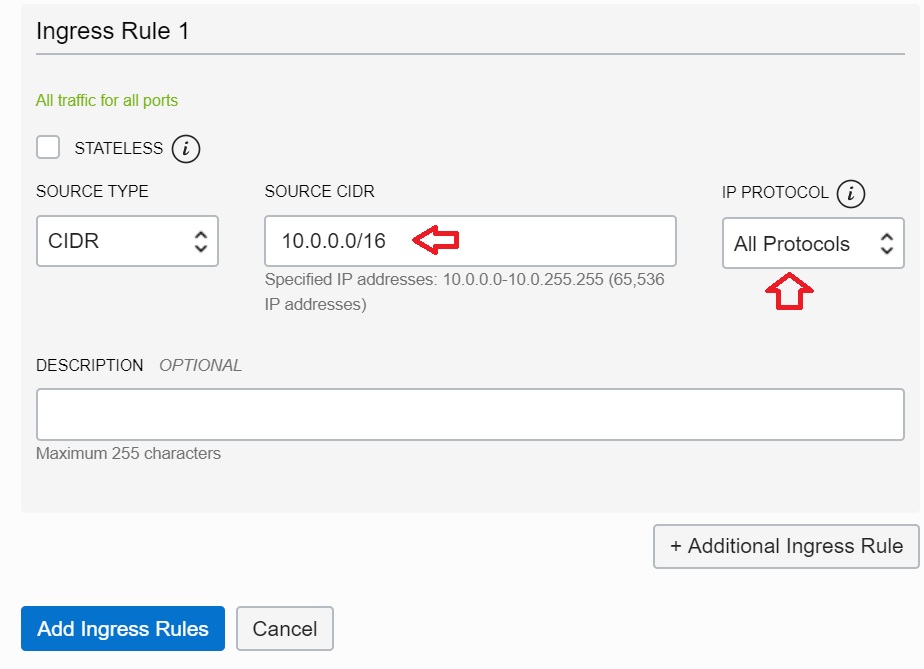 Ingress Rule 1
All traffic for all ports
STATELESS i
SOURCE TYPE
SOURCE CIDR
IP PROTOCOL i
CIDR
10.0.0.0/16
All Protocols
Specified IP addresses: 10.0.0.0-10.0.255.255 (65,536
IP addresses)
DESCRIPTION OPTIONAL
Maximum 255 characters
+ Additional Ingress Rule
Add Ingress Rules
Cancel